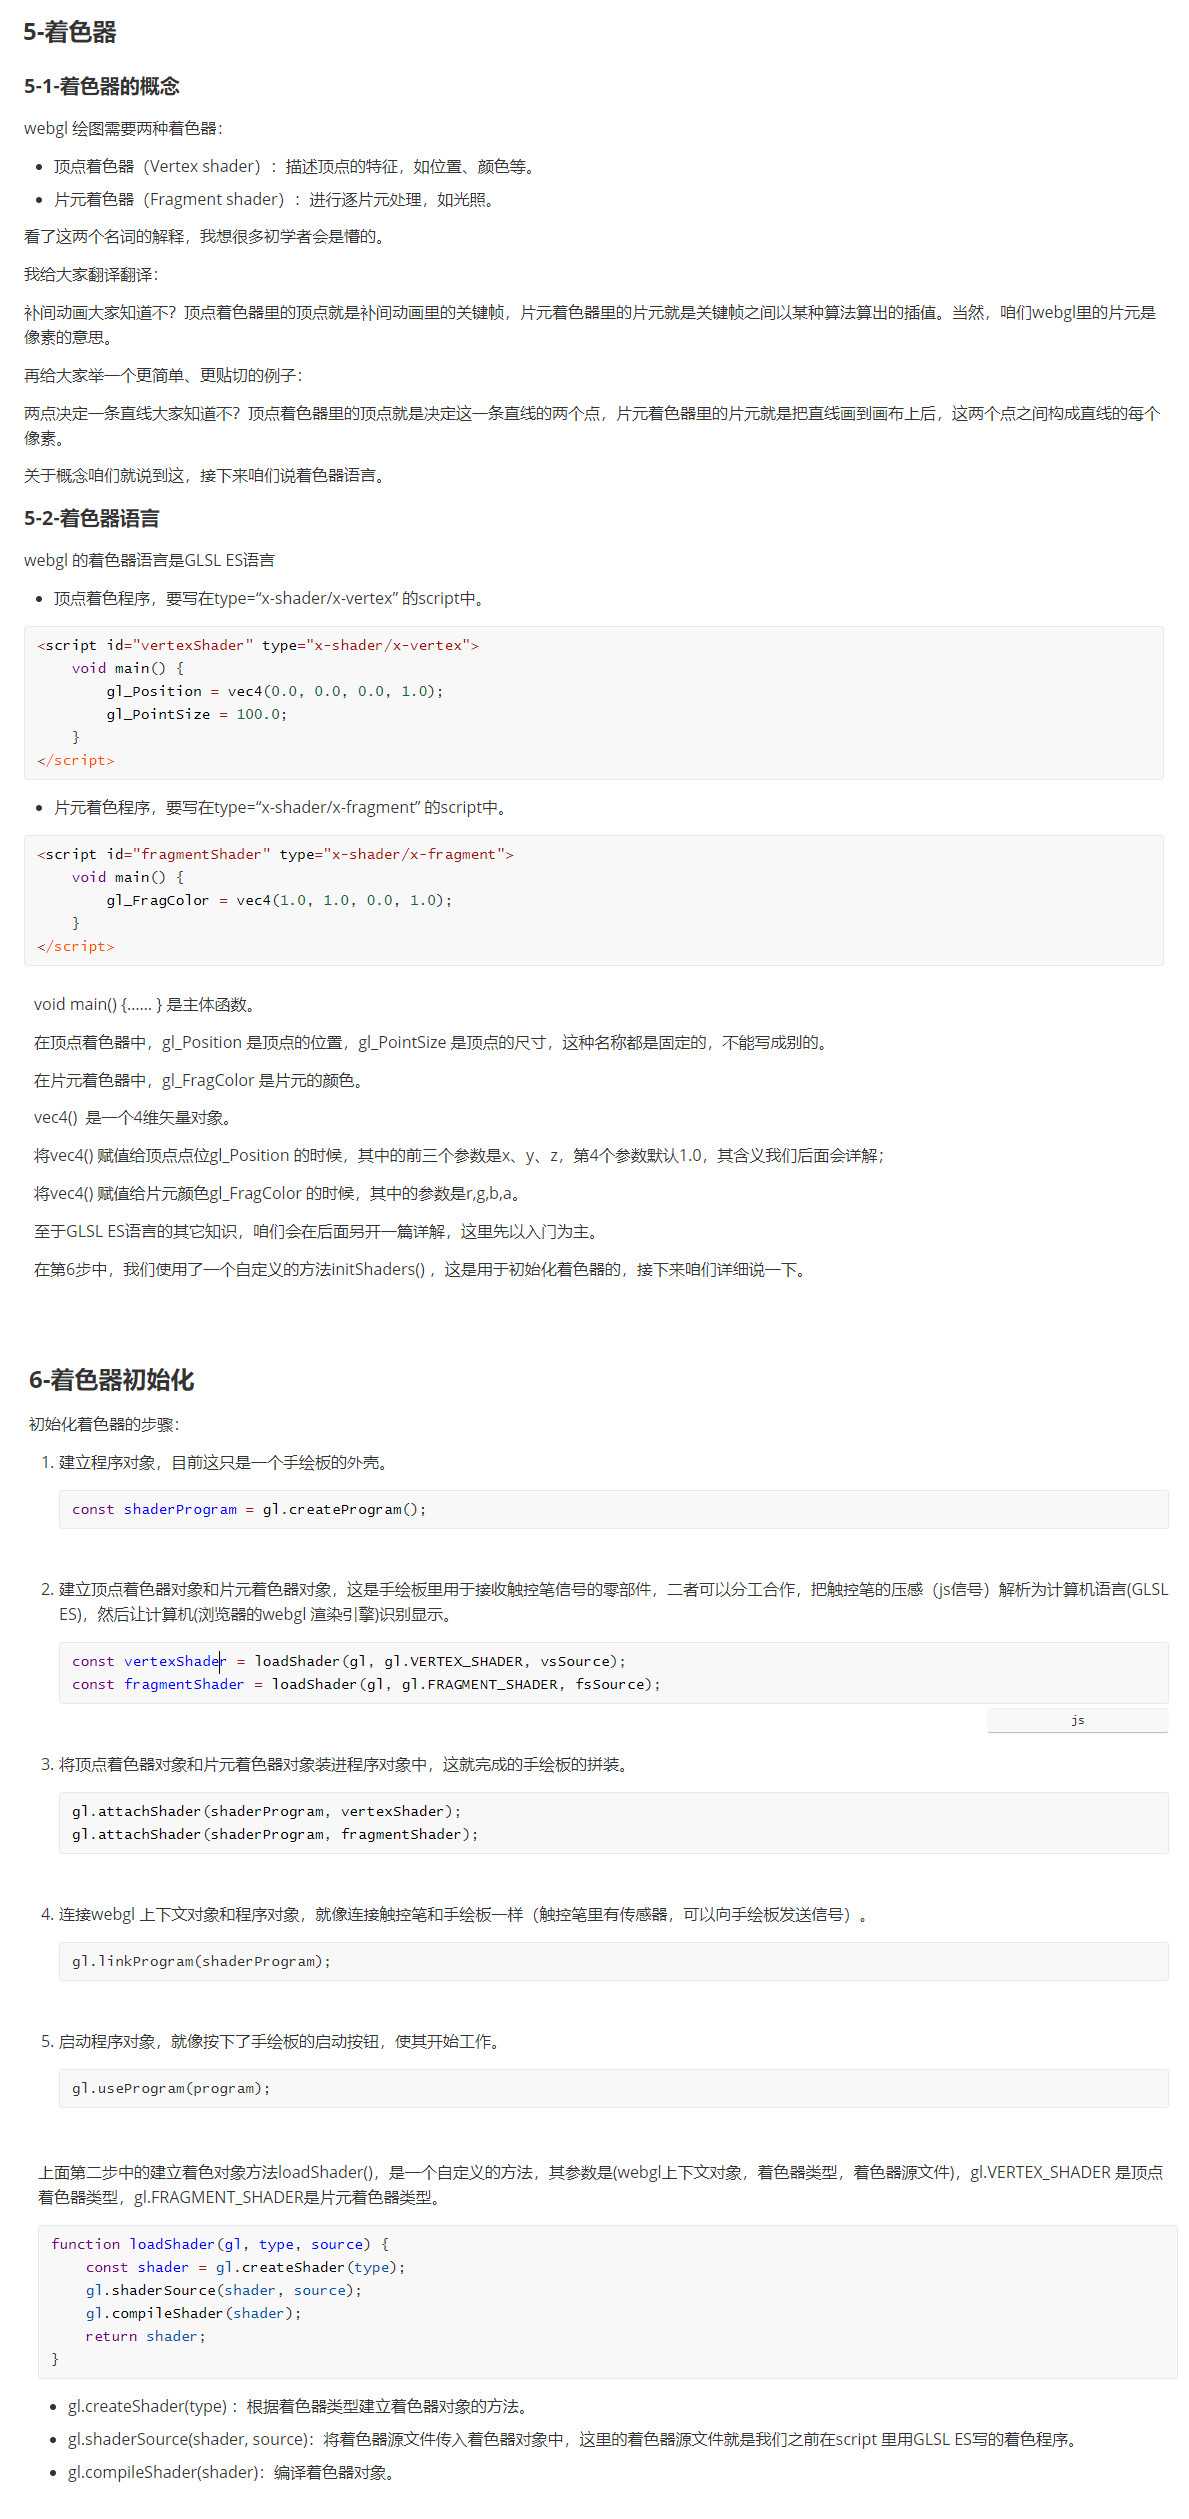 5-着色器
5-1-着色器的概念
webgl 绘图需要两种着色器：
• 顶点着色器（Vertex shader）：描述顶点的特征，如位置、颜色等。
• 片元着色器（Fragment shader）：进行逐片元处理，如光照。
看了这两个名词的解释，我想很多初学者会是懵的。
我给大家翻译翻译：
补间动画大家知道不？顶点着色器里的顶点就是补间动画里的关键帧，片元着色器里的片元就是关键帧之间以某种算法算出的插值。当然，咱们webgl里的片元是
像素的意思。
再给大家举一个更简单、更贴切的例子：
两点决定一条直线大家知道不？顶点着色器里的顶点就是决定这一条直线的两个点，片元着色器里的片元就是把直线画到画布上后，这两个点之间构成直线的每个
像素。
关于概念咱们就说到这，接下来咱们说着色器语言。
5-2-着色器语言
webgl 的着色器语言是GLSL ES语言
• 顶点着色程序，要写在type=“x-shader/x-vertex” 的script中。
<script id="vertexShader" type="x-shader/x-vertex">
    void main() {
        gl_Position = vec4(0.0, 0.0, 0.0, 1.0);
        gl_PointSize = 100.0;
    }
</script>
• 片元着色程序，要写在type=“x-shader/x-fragment” 的script中。
<script id="fragmentShader" type="x-shader/x-fragment">
    void main() {
        gl_FragColor = vec4(1.0, 1.0, 0.0, 1.0);
    }
</script>
void main() {…… } 是主体函数。
在顶点着色器中，gl_Position 是顶点的位置，gl_PointSize 是顶点的尺寸，这种名称都是固定的，不能写成别的。
在片元着色器中，gl_FragColor 是片元的颜色。
vec4()  是一个4维矢量对象。
将vec4() 赋值给顶点点位gl_Position 的时候，其中的前三个参数是x、y、z，第4个参数默认1.0，其含义我们后面会详解；
将vec4() 赋值给片元颜色gl_FragColor 的时候，其中的参数是r,g,b,a。
至于GLSL ES语言的其它知识，咱们会在后面另开一篇详解，这里先以入门为主。
在第6步中，我们使用了一个自定义的方法initShaders() ，这是用于初始化着色器的，接下来咱们详细说一下。
6-着色器初始化
初始化着色器的步骤：
1. 建立程序对象，目前这只是一个手绘板的外壳。
const shaderProgram = gl.createProgram();
2. 建立顶点着色器对象和片元着色器对象，这是手绘板里用于接收触控笔信号的零部件，二者可以分工合作，把触控笔的压感（js信号）解析为计算机语言(GLSL
ES)，然后让计算机(浏览器的webgl 渲染引擎)识别显示。
const vertexShader = loadShader(gl, gl.VERTEX_SHADER, vsSource);
const fragmentShader = loadShader(gl, gl.FRAGMENT_SHADER, fsSource);
js
3. 将顶点着色器对象和片元着色器对象装进程序对象中，这就完成的手绘板的拼装。
gl.attachShader(shaderProgram, vertexShader);
gl.attachShader(shaderProgram, fragmentShader);
4. 连接webgl 上下文对象和程序对象，就像连接触控笔和手绘板一样（触控笔里有传感器，可以向手绘板发送信号）。
gl.linkProgram(shaderProgram);
5. 启动程序对象，就像按下了手绘板的启动按钮，使其开始工作。
gl.useProgram(program);
上面第二步中的建立着色对象方法loadShader()，是一个自定义的方法，其参数是(webgl上下文对象，着色器类型，着色器源文件)，gl.VERTEX_SHADER 是顶点
着色器类型，gl.FRAGMENT_SHADER是片元着色器类型。
function loadShader(gl, type, source) {
    const shader = gl.createShader(type);
    gl.shaderSource(shader, source);
    gl.compileShader(shader);
    return shader;
}
• gl.createShader(type) ：根据着色器类型建立着色器对象的方法。
• gl.shaderSource(shader, source)：将着色器源文件传入着色器对象中，这里的着色器源文件就是我们之前在script 里用GLSL ES写的着色程序。
• gl.compileShader(shader)：编译着色器对象。